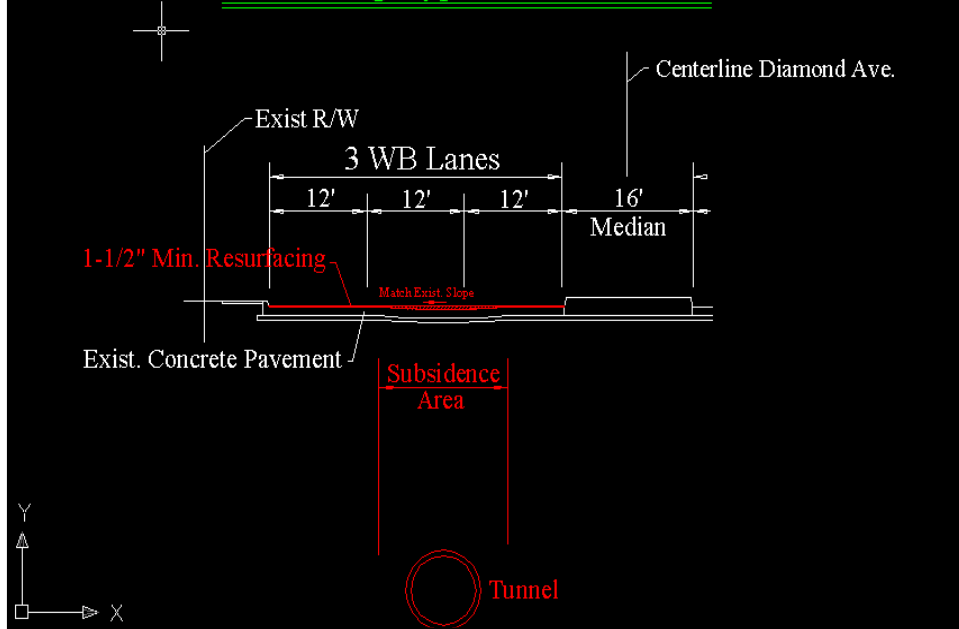 Centerline Diamond Ave.
Exist R/W
3 WB Lanes
12' 12' 12' 16'
Median
1-1/2" Min. Resurfacing
Match Exist. Slope
Exist. Concrete Pavement
Subsidence
Area
Tunnel
Y
X